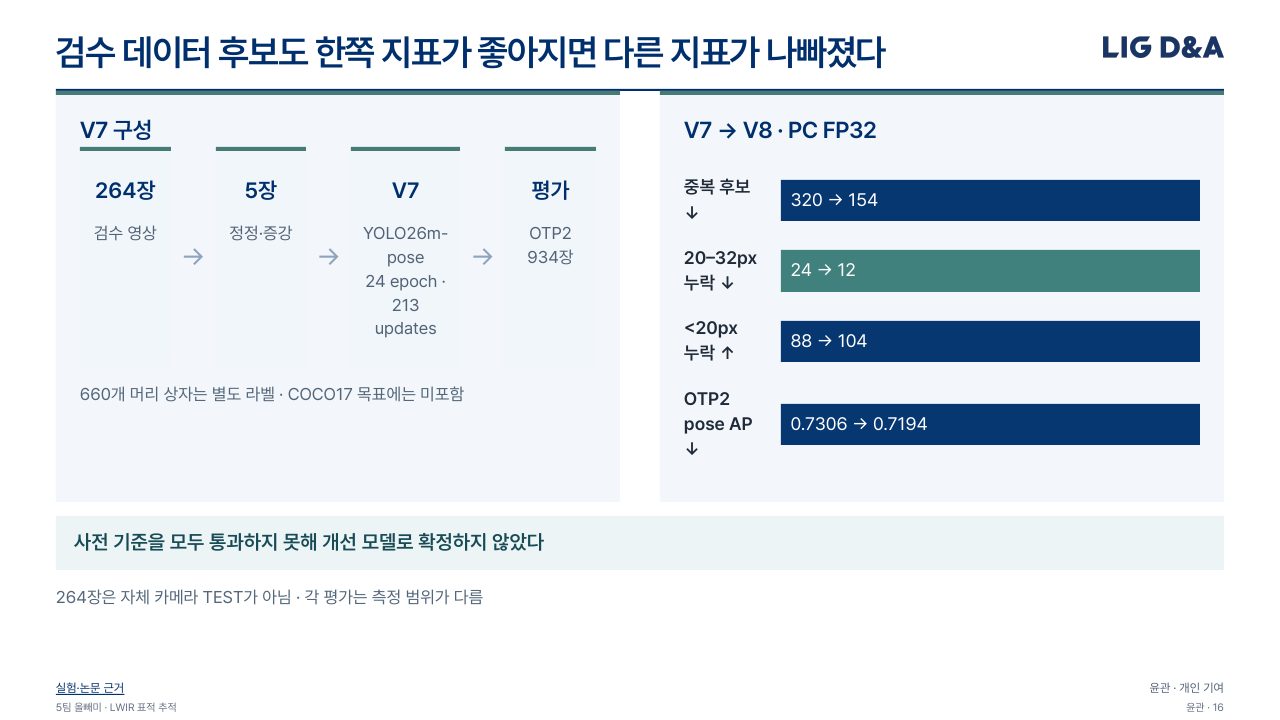 검수 데이터 후보도 한쪽 지표가 좋아지면 다른 지표가 나빠졌다
LIG D&A
V7 구성
264장
검수 영상
→
5장
정정·증강
→
V7
YOLO26m-
pose
24 epoch ·
213
updates
→
평가
OTP2
934장
660개 머리 상자는 별도 라벨 · COCO17 목표에는 미포함
V7 → V8 · PC FP32
중복 후보
↓
320 → 154
20–32px
누락 ↓
24 → 12
<20px
누락 ↑
88 → 104
OTP2
pose AP
↓
0.7306 → 0.7194
사전 기준을 모두 통과하지 못해 개선 모델로 확정하지 않았다
264장은 자체 카메라 TEST가 아님 · 각 평가는 측정 범위가 다름
실험·논문 근거
5팀 올빼미 · LWIR 표적 추적
윤관 · 개인 기여
윤관 · 16